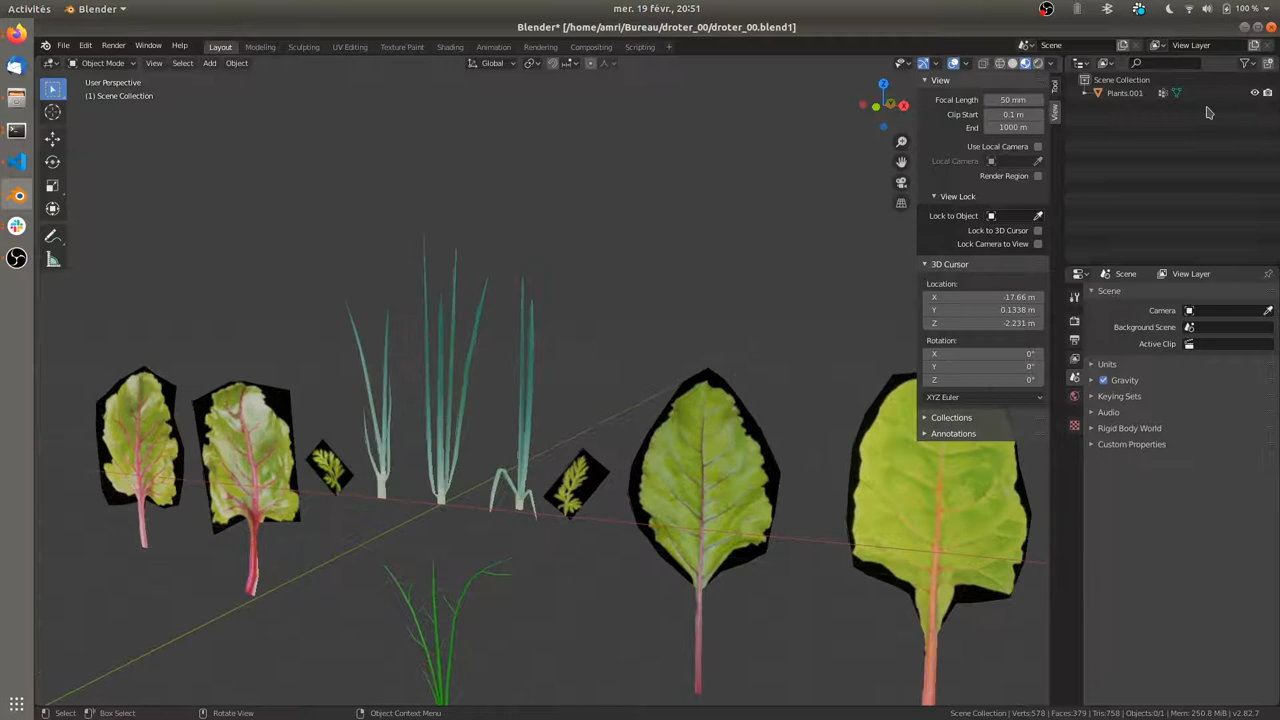 Activités
Blender
mer. 19 févr., 20:51
100 %
Blender* [/home/amri/Bureau/droter_00/droter_00.blend1]
File Edit Render Window Help
Layout Modeling Sculpting UV Editing Texture Paint Shading Animation Rendering Compositing Scripting +
Scene
View Layer
Object Mode View Select Add Object
Global
User Perspective
(1) Scene Collection
Z
Y
X
View
Focal Length 50 mm
Clip Start 0.1 m
End 1000 m
Use Local Camera
Local Camera
Render Region
View Lock
Lock to Object
Lock to 3D Cursor
Lock Camera to View
3D Cursor
Location:
X -17.66 m
Y 0.1338 m
Z -2.231 m
Rotation:
X 0°
Y 0°
Z 0°
XYZ Euler
Collections
Annotations
Tool
View
Scene Collection
Plants.001
Scene View Layer
Scene
Camera
Background Scene
Active Clip
Units
Gravity
Keying Sets
Audio
Rigid Body World
Custom Properties
Select Box Select Rotate View Object Context Menu
Scene Collection | Verts:578 | Faces:379 | Tris:758 | Objects:0/1 | Mem: 250.8 MiB | v2.82.7